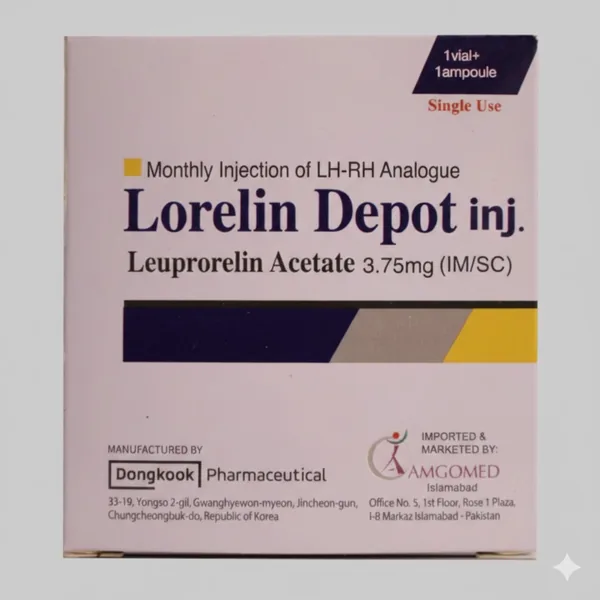 1vial+
1ampoule
Single Use
Monthly Injection of LH-RH Analogue
Lorelin Depot inj.
Leuprorelin Acetate 3.75mg (IM/SC)
MANUFACTURED BY
Dongkook Pharmaceutical
33-19, Yongso 2-gil, Gwanghyewon-myeon, Jincheon-gun,
Chungcheongbuk-do, Republic of Korea
IMPORTED &
MARKETED BY:
AMGOMED
Islamabad
Office No. 5, 1st Floor, Rose 1 Plaza,
I-8 Markaz Islamabad - Pakistan